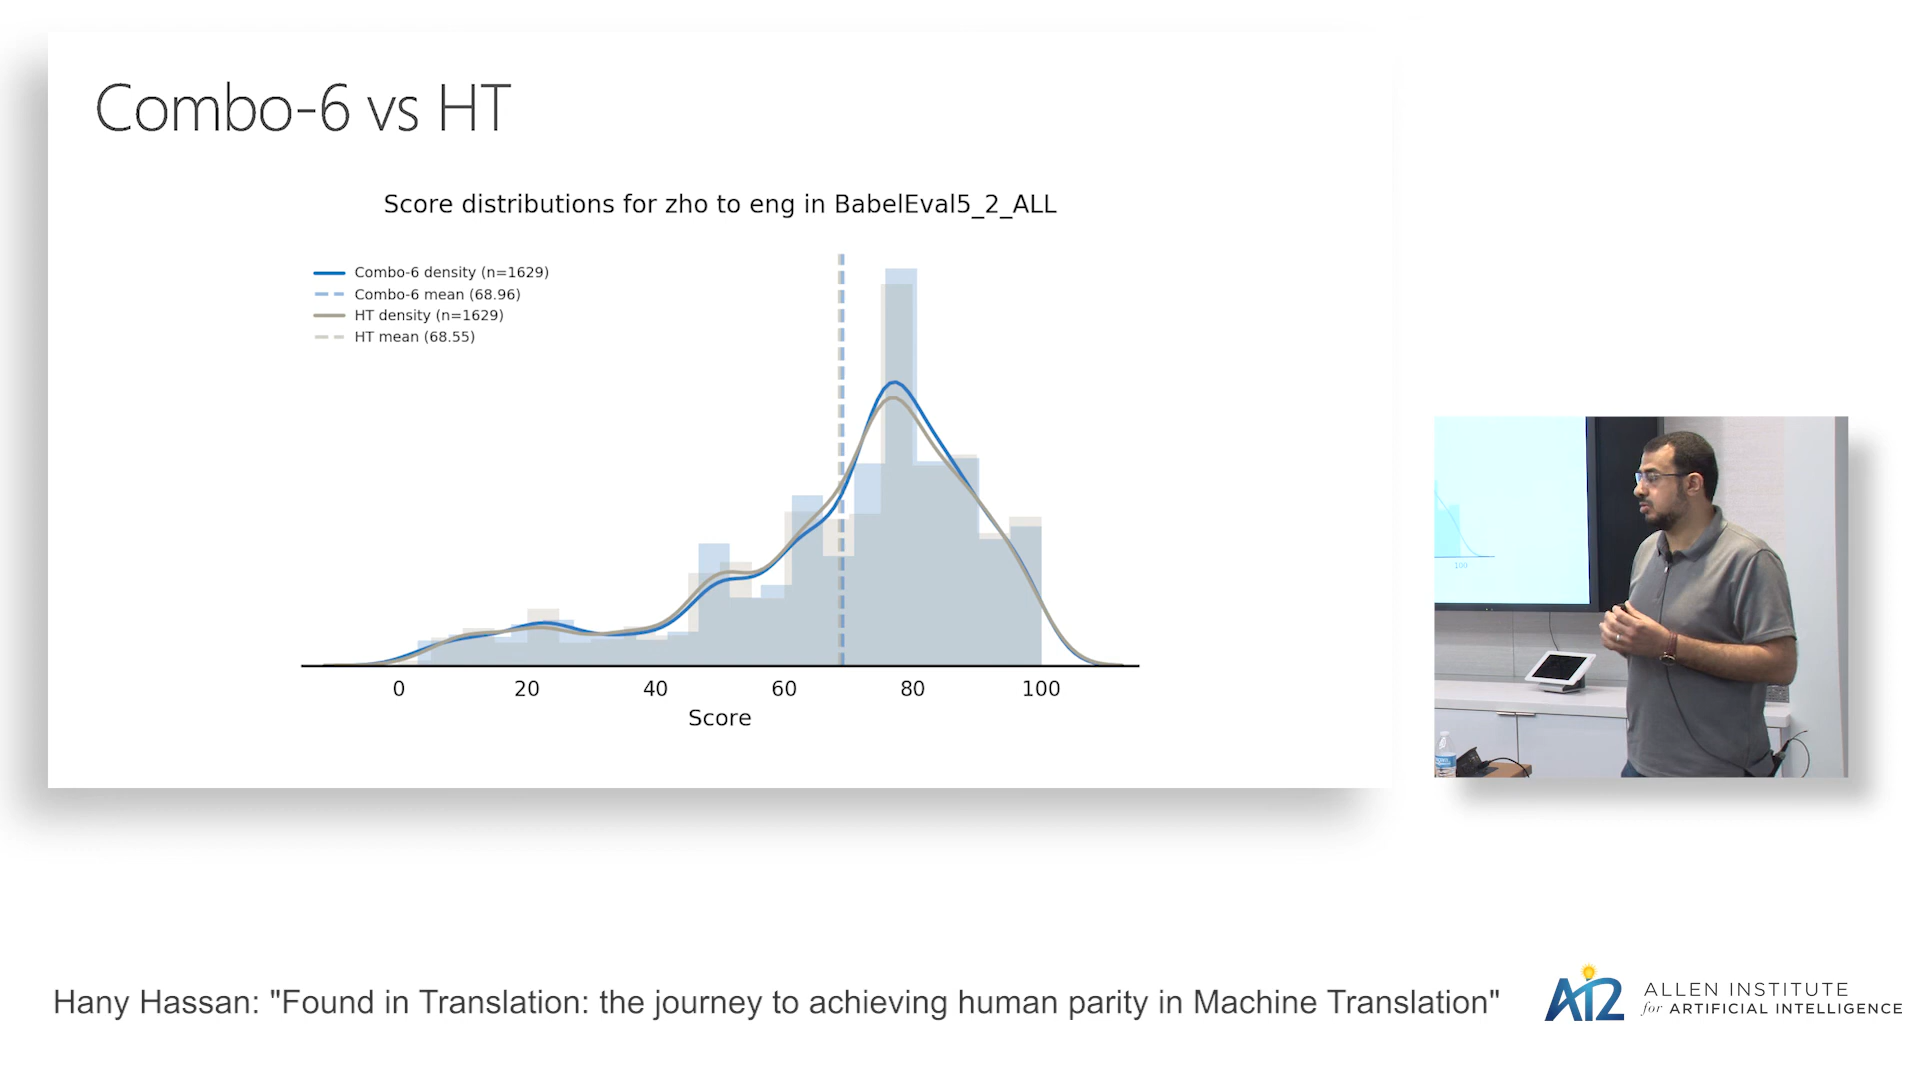 Combo-6 vs HT
Score distributions for zho to eng in BabelEval5_2_ALL
Combo-6 density (n=1629)
Combo-6 mean (68.96)
HT density (n=1629)
HT mean (68.55)
0 20 40 60 80 100
Score
100
Hany Hassan: "Found in Translation: the journey to achieving human parity in Machine Translation"
AI2
ALLEN INSTITUTE
for ARTIFICIAL INTELLIGENCE